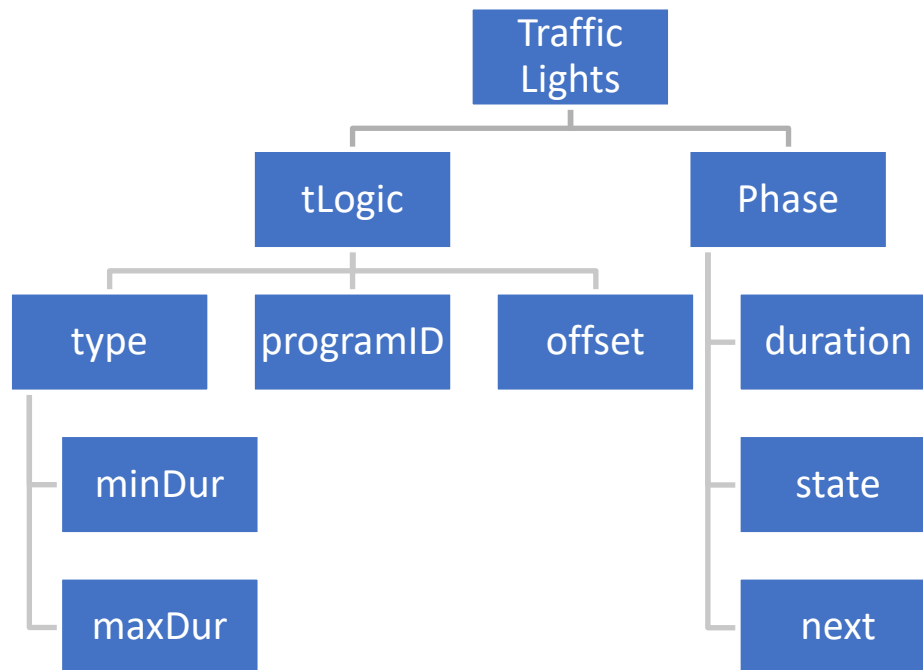 Traffic
Lights
tLogic
Phase
type
programID
offset
duration
minDur
state
maxDur
next